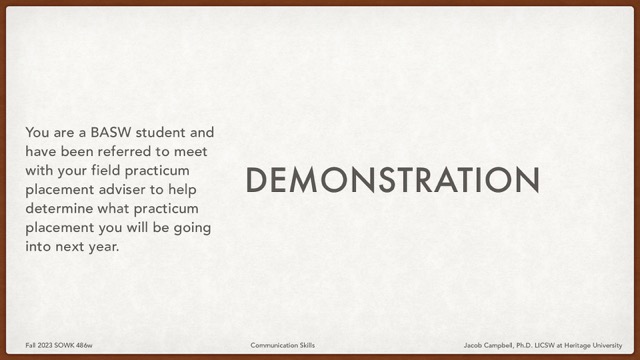 You are a BASW student and
have been referred to meet
with your field practicum
placement adviser to help
determine what practicum
placement you will be going
into next year.
DEMONSTRATION
Fall 2023 SOWK 486w
Communication Skills
Jacob Campbell, Ph.D. LICSW at Heritage University